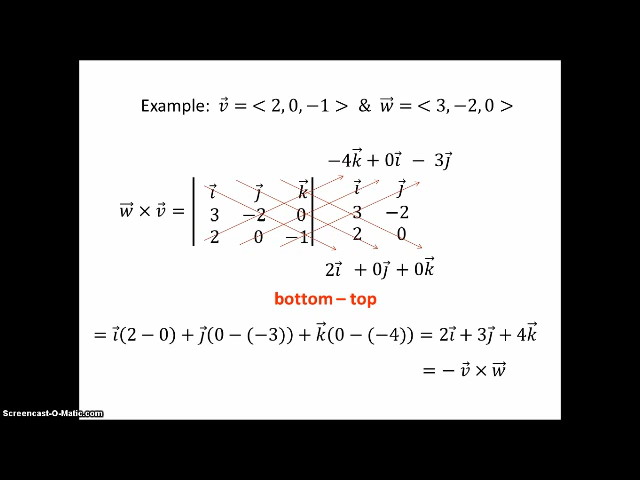 Example: v⃗ = < 2, 0, −1 > & w⃗ = < 3, −2, 0 >
−4k⃗ + 0i⃗ − 3j⃗
w⃗ × v⃗ = | i⃗ j⃗ k⃗ | i⃗ j⃗
3 −2 0 | 3 −2
2 0 −1 | 2 0
2i⃗ + 0j⃗ + 0k⃗
bottom – top
= i⃗(2 − 0) + j⃗(0 − (−3)) + k⃗(0 − (−4)) = 2i⃗ + 3j⃗ + 4k⃗
= − v⃗ × w⃗
Screencast-O-Matic.com